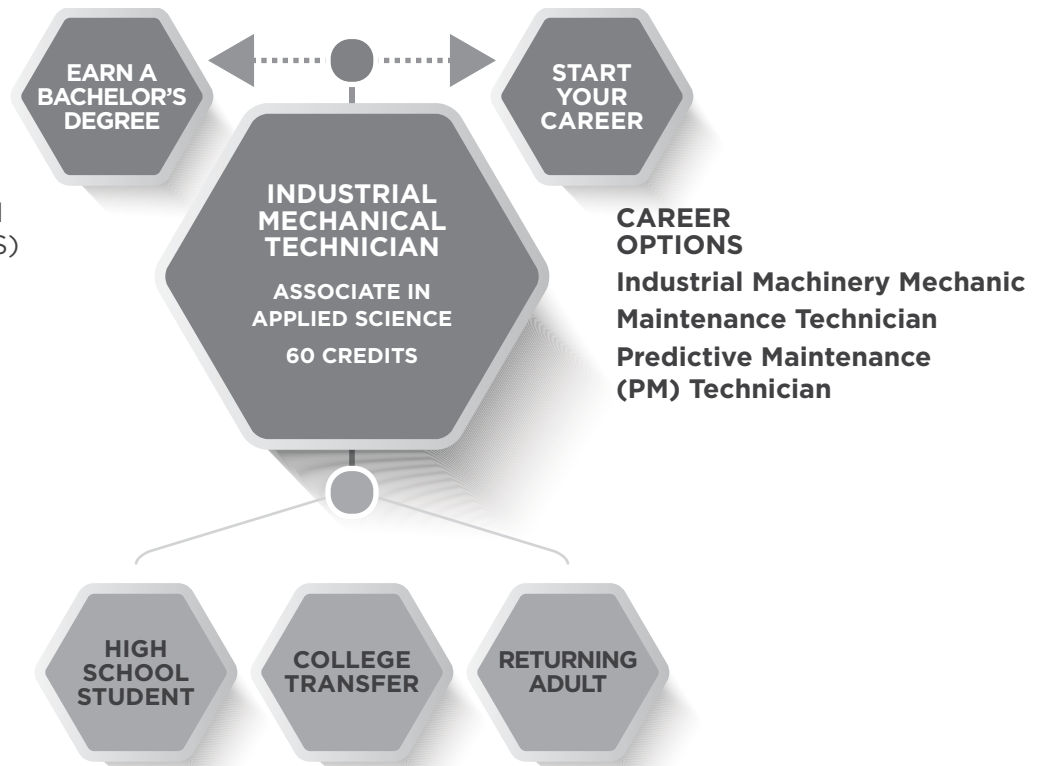 EARN A
BACHELOR'S
DEGREE
START
YOUR
CAREER
INDUSTRIAL
MECHANICAL
TECHNICIAN
ASSOCIATE IN
APPLIED SCIENCE
60 CREDITS
S)
CAREER
OPTIONS
Industrial Machinery Mechanic
Maintenance Technician
Predictive Maintenance
(PM) Technician
HIGH
SCHOOL
STUDENT
COLLEGE
TRANSFER
RETURNING
ADULT